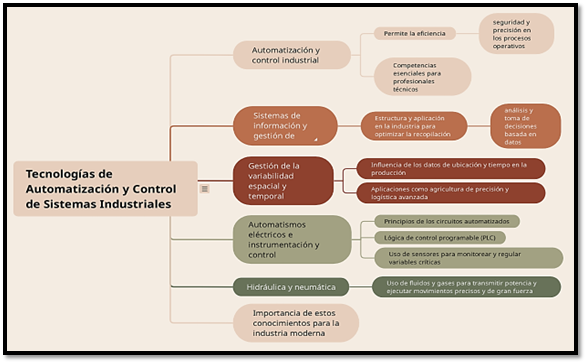 Tecnologías de
Automatización y Control
de Sistemas Industriales
Automatización y
control industrial
Permite la eficiencia
seguridad y
precisión en
los procesos
operativos
Competencias
esenciales para
profesionales
técnicos
Sistemas de
información y
gestión de
Estructura y aplicación
en la industria para
optimizar la recopilación
análisis y
toma de
decisiones
basada en
datos
Gestión de la
variabilidad
espacial y
temporal
Influencia de los datos de ubicación y tiempo en la
producción
Aplicaciones como agricultura de precisión y
logística avanzada
Automatismos
eléctricos e
instrumentación y
control
Principios de los circuitos automatizados
Lógica de control programable (PLC)
Uso de sensores para monitorear y regular
variables críticas
Hidráulica y neumática
Uso de fluidos y gases para transmitir potencia y
ejecutar movimientos precisos y de gran fuerza
Importancia de estos
conocimientos para la
industria moderna